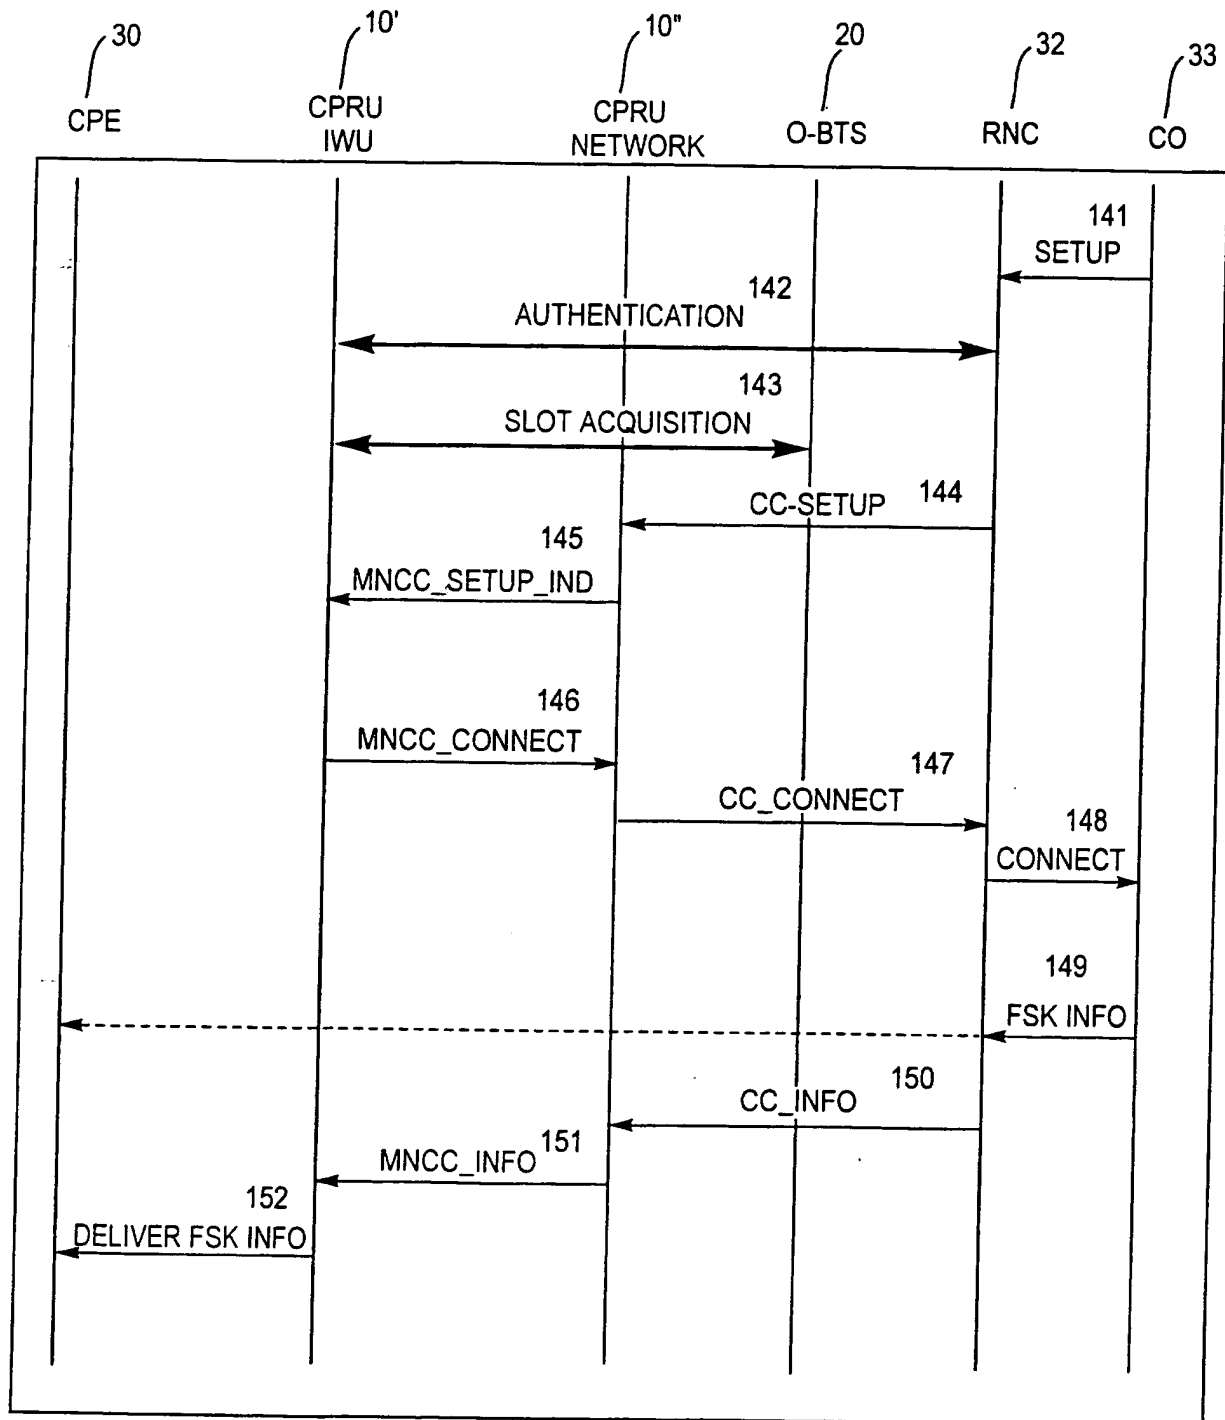 30
10'
10"
20
32
33
CPE
CPRU
IWU
CPRU
NETWORK
O-BTS
RNC
CO
141
SETUP
142
AUTHENTICATION
143
SLOT ACQUISITION
CC-SETUP
144
145
MNCC_SETUP_IND
146
MNCC_CONNECT
147
CC_CONNECT
148
CONNECT
149
FSK INFO
150
CC_INFO
151
MNCC_INFO
152
DELIVER FSK INFO